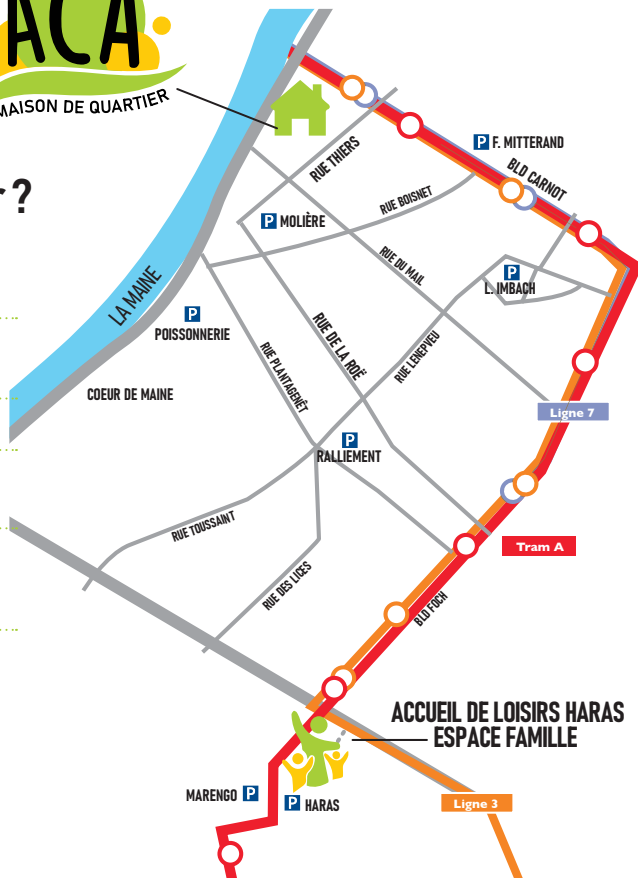 ACA
MAISON DE QUARTIER
?
P F. MITTERAND
BLD CARNOT
RUE THIERS
RUE BOISNET
P MOLIÈRE
RUE DU MAIL
P
L. IMBACH
LA MAINE
P
POISSONNERIE
RUE DE LA ROË
RUE LENEPVEU
RUE PLANTAGENÊT
COEUR DE MAINE
Ligne 7
P
RALLIEMENT
RUE TOUSSAINT
Tram A
RUE DES LICES
BLD FOCH
ACCUEIL DE LOISIRS HARAS
ESPACE FAMILLE
MARENGO P
P HARAS
Ligne 3